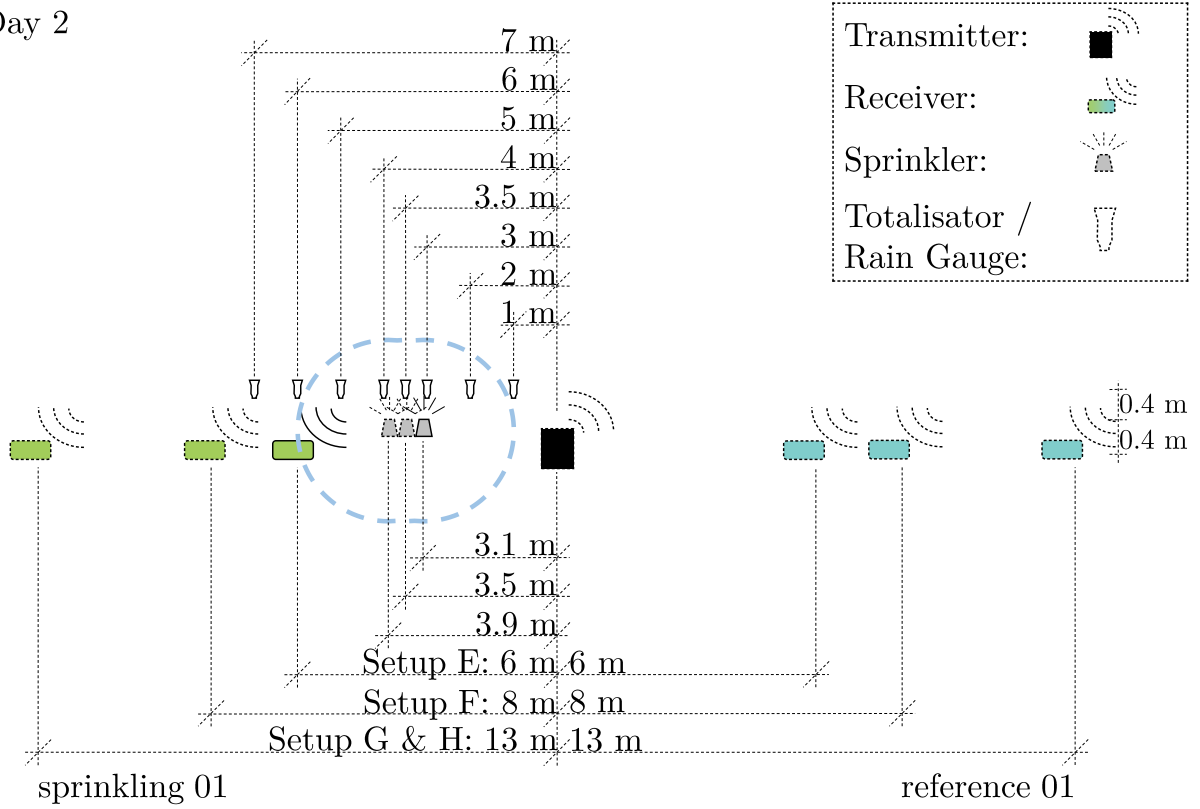 Day 2
7 m
6 m
5 m
4 m
3.5 m
3 m
2 m
1 m
Transmitter:
Receiver:
Sprinkler:
Totalisator /
Rain Gauge:
0.4 m
0.4 m
3.1 m
3.5 m
3.9 m
Setup E: 6 m 6 m
Setup F: 8 m 8 m
Setup G & H: 13 m 13 m
sprinkling 01
reference 01